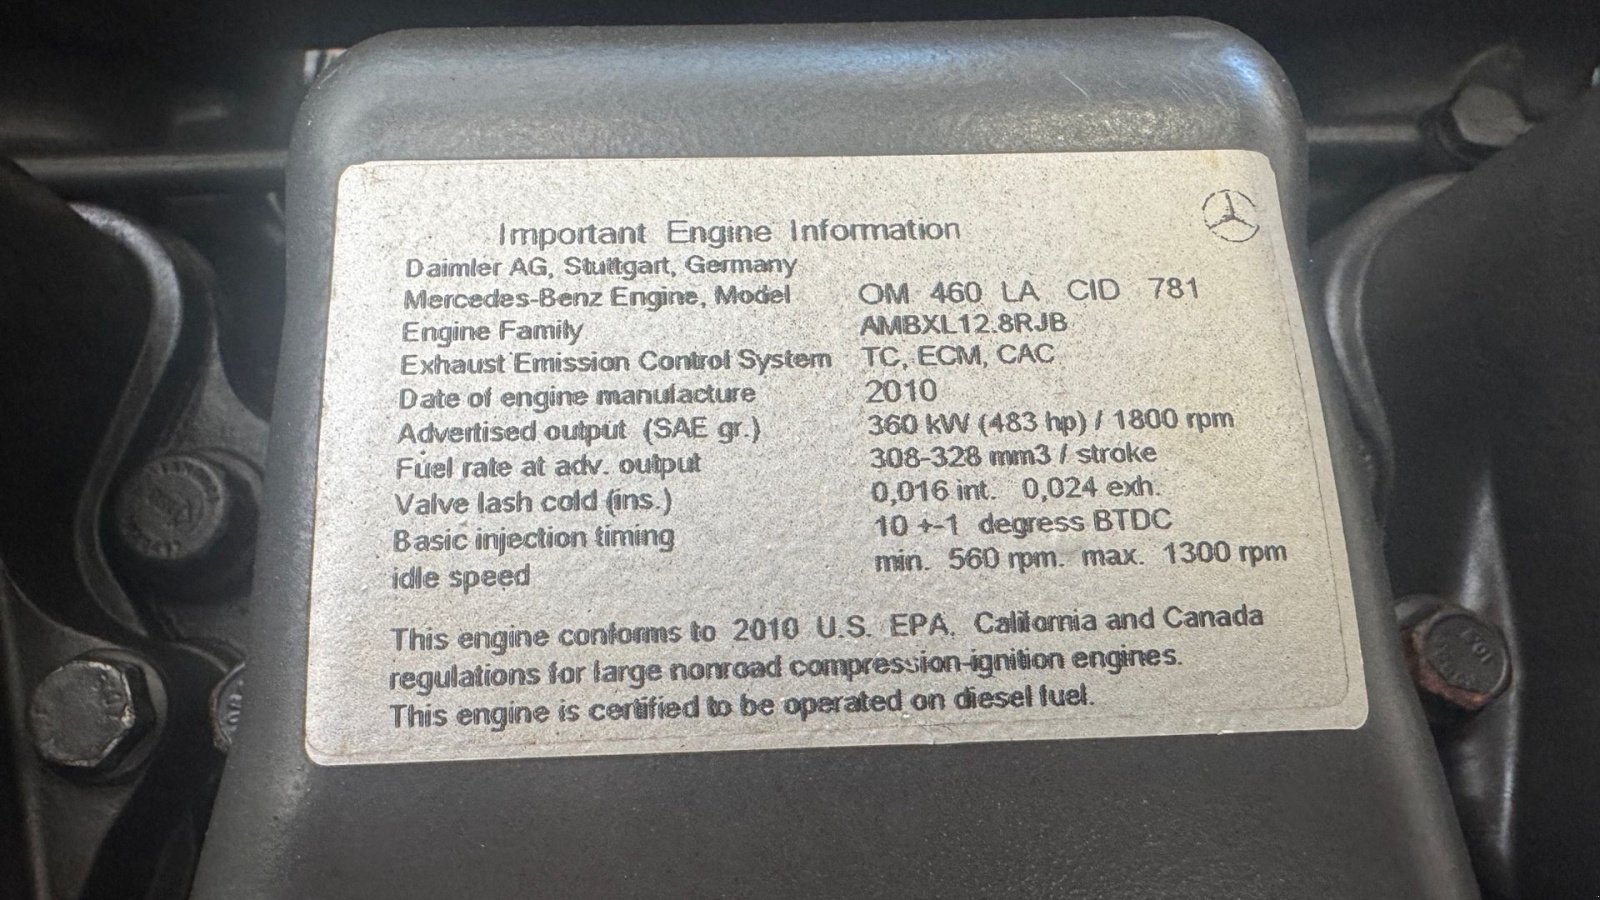 Important Engine Information
Daimler AG, Stuttgart, Germany
Mercedes-Benz Engine, Model OM 460 LA CID 781
Engine Family AMBXL12.8RJB
Exhaust Emission Control System TC, ECM, CAC
Date of engine manufacture 2010
Advertised output (SAE gr.) 360 kW (483 hp) / 1800 rpm
Fuel rate at adv. output 308-328 mm3 / stroke
Valve lash cold (ins.) 0,016 int. 0,024 exh.
Basic injection timing 10 +-1 degress BTDC
idle speed min. 560 rpm. max. 1300 rpm
This engine conforms to 2010 U.S. EPA, California and Canada
regulations for large nonroad compression-ignition engines.
This engine is certified to be operated on diesel fuel.